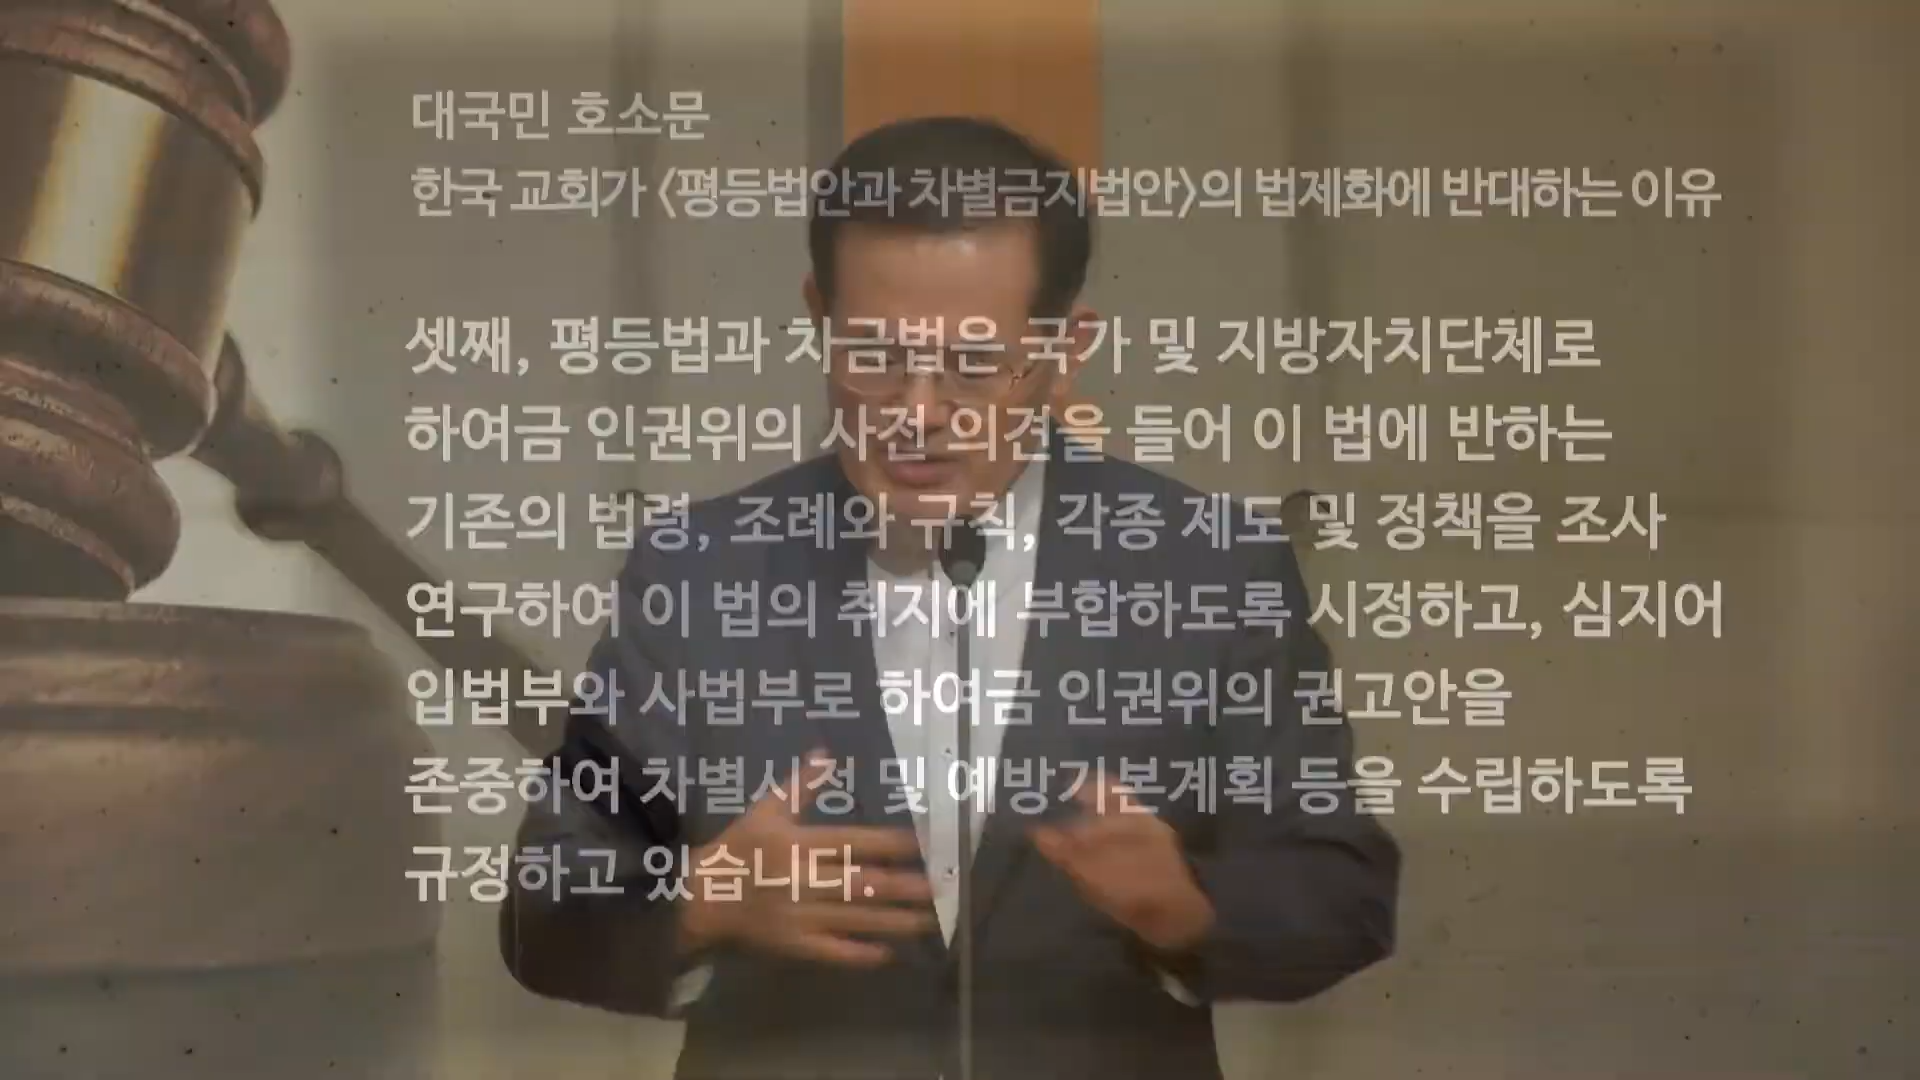 대국민 호소문
한국 교회가 〈평등법안과 차별금지법안〉의 법제화에 반대하는 이유
셋째, 평등법과 차금법은 국가 및 지방자치단체로
하여금 인권위의 사전 의견을 들어 이 법에 반하는
기존의 법령, 조례와 규칙, 각종 제도 및 정책을 조사
연구하여 이 법의 취지에 부합하도록 시정하고, 심지어
입법부와 사법부로 하여금 인권위의 권고안을
존중하여 차별시정 및 예방기본계획 등을 수립하도록
규정하고 있습니다.